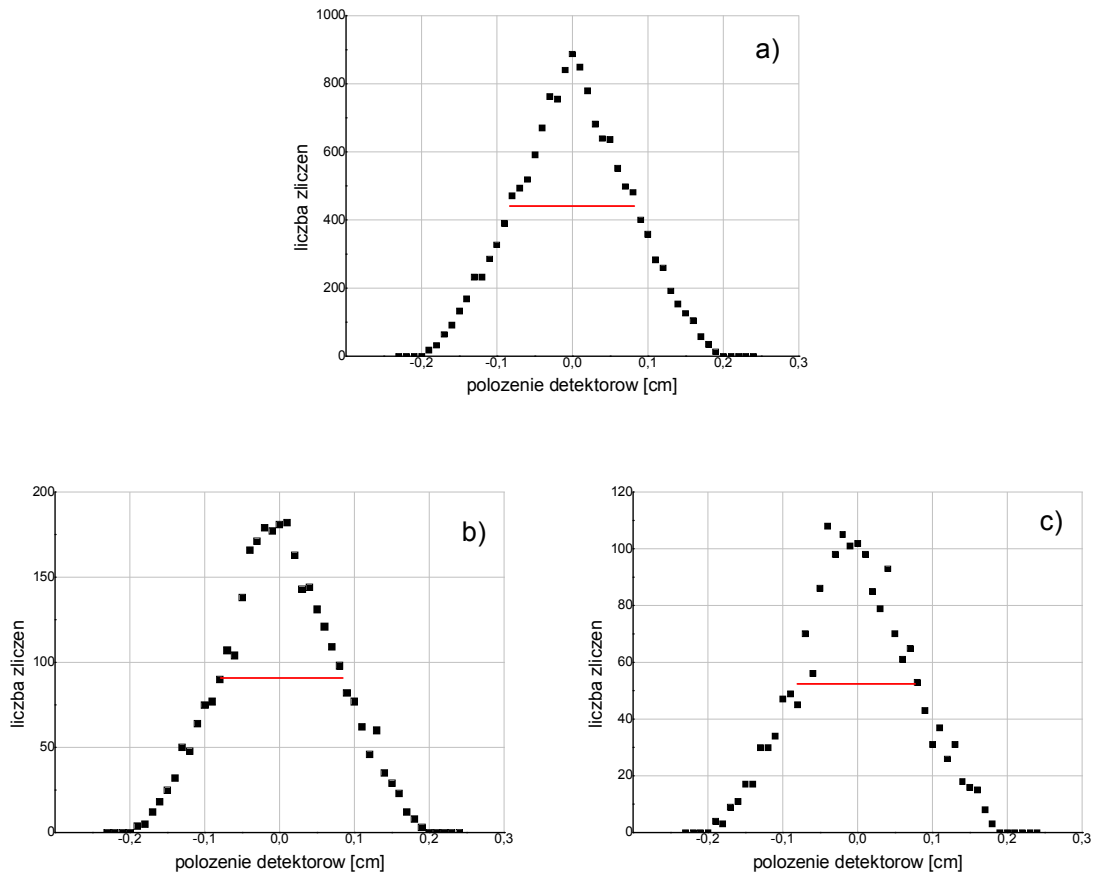 a)
1000
800
600
400
200
0
liczba zliczen
-0,2 -0,1 0,0 0,1 0,2 0,3
polozenie detektorow [cm]
b)
200
150
100
50
0
liczba zliczen
-0,2 -0,1 0,0 0,1 0,2 0,3
polozenie detektorow [cm]
c)
120
100
80
60
40
20
0
liczba zliczen
-0,2 -0,1 0,0 0,1 0,2 0,3
polozenie detektorow [cm]